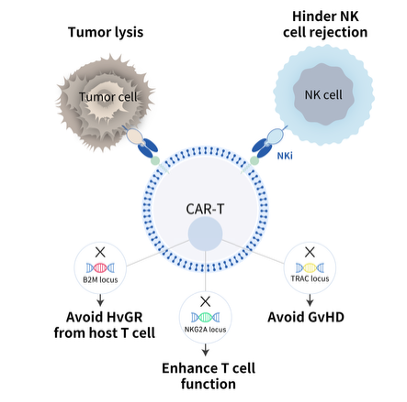 Tumor lysis
Hinder NK
cell rejection
Tumor cell
NK cell
NKi
CAR-T
X
B2M locus
X
TRAC locus
X
NKG2A locus
Avoid HvGR
from host T cell
Avoid GvHD
Enhance T cell
function